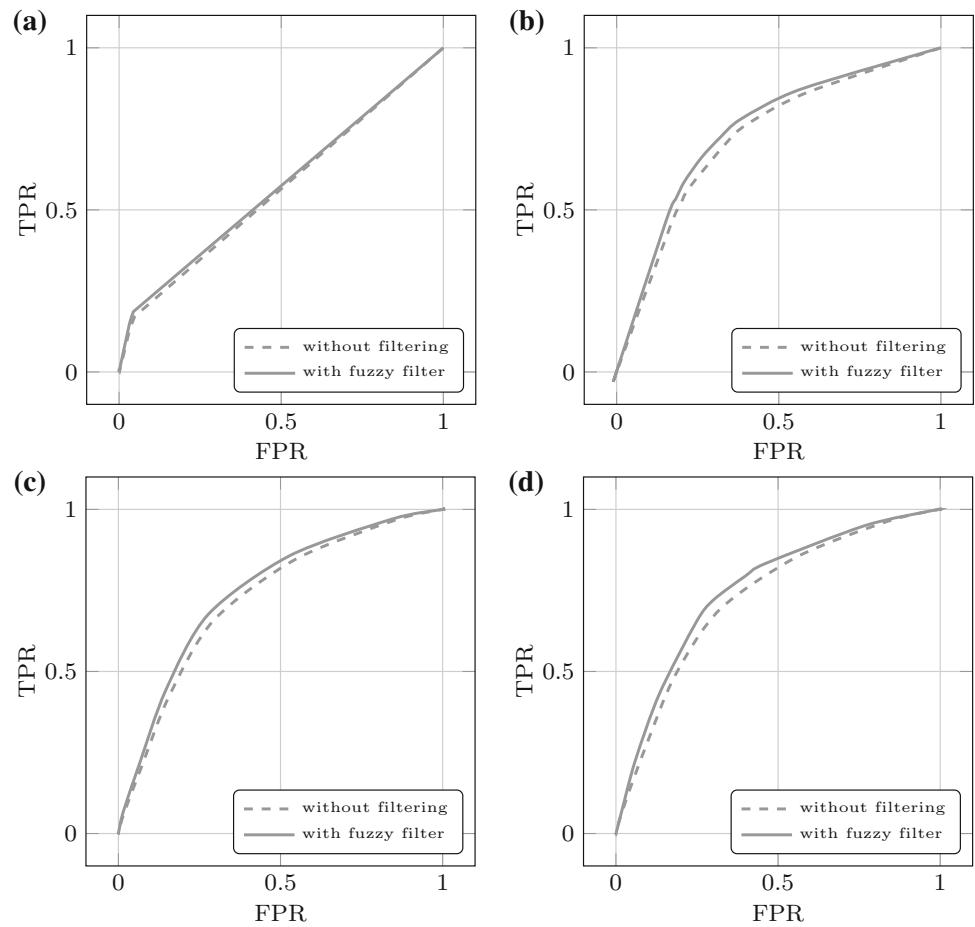 (a)
1
0.5
0
TPR
0
0.5
1
FPR
without filtering
with fuzzy filter
(b)
1
0.5
0
TPR
0
0.5
1
FPR
without filtering
with fuzzy filter
(c)
1
0.5
0
TPR
0
0.5
1
FPR
without filtering
with fuzzy filter
(d)
1
0.5
0
TPR
0
0.5
1
FPR
without filtering
with fuzzy filter